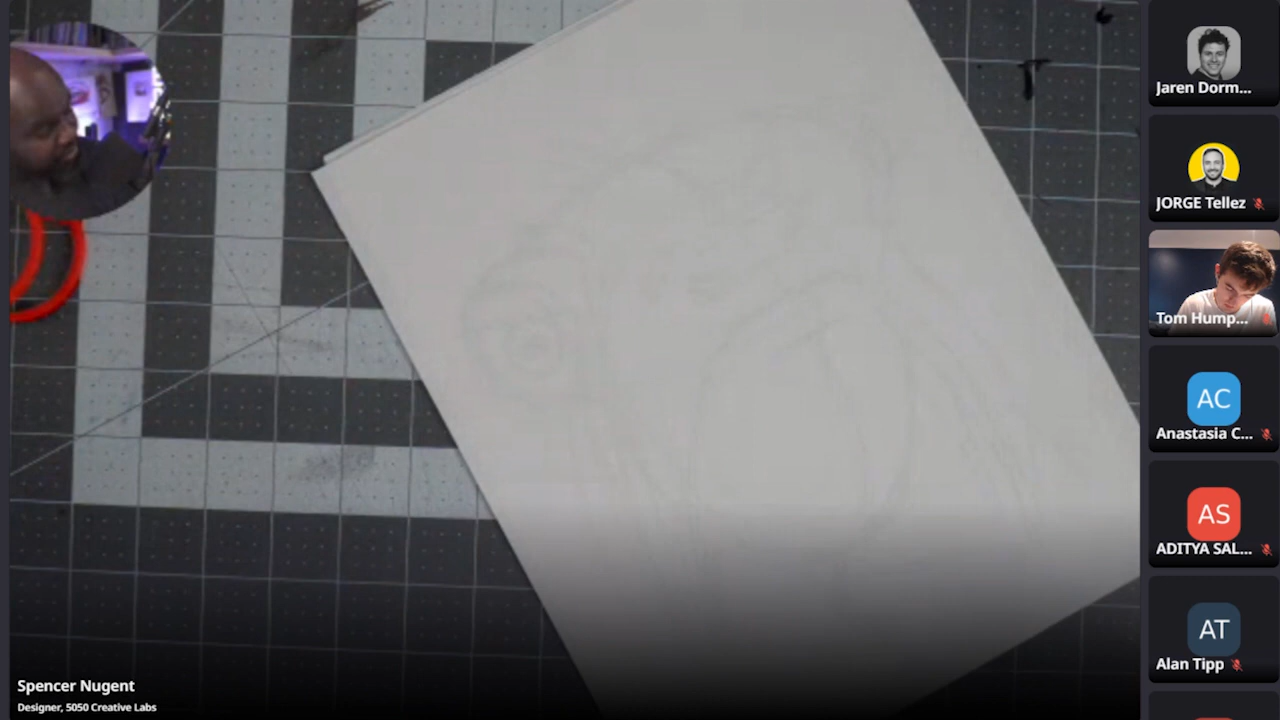 Spencer Nugent
Designer, 5050 Creative Labs
Jaren Dorm...
JORGE Tellez
Tom Hump...
AC
Anastasia C...
AS
ADITYA SAL...
AT
Alan Tipp